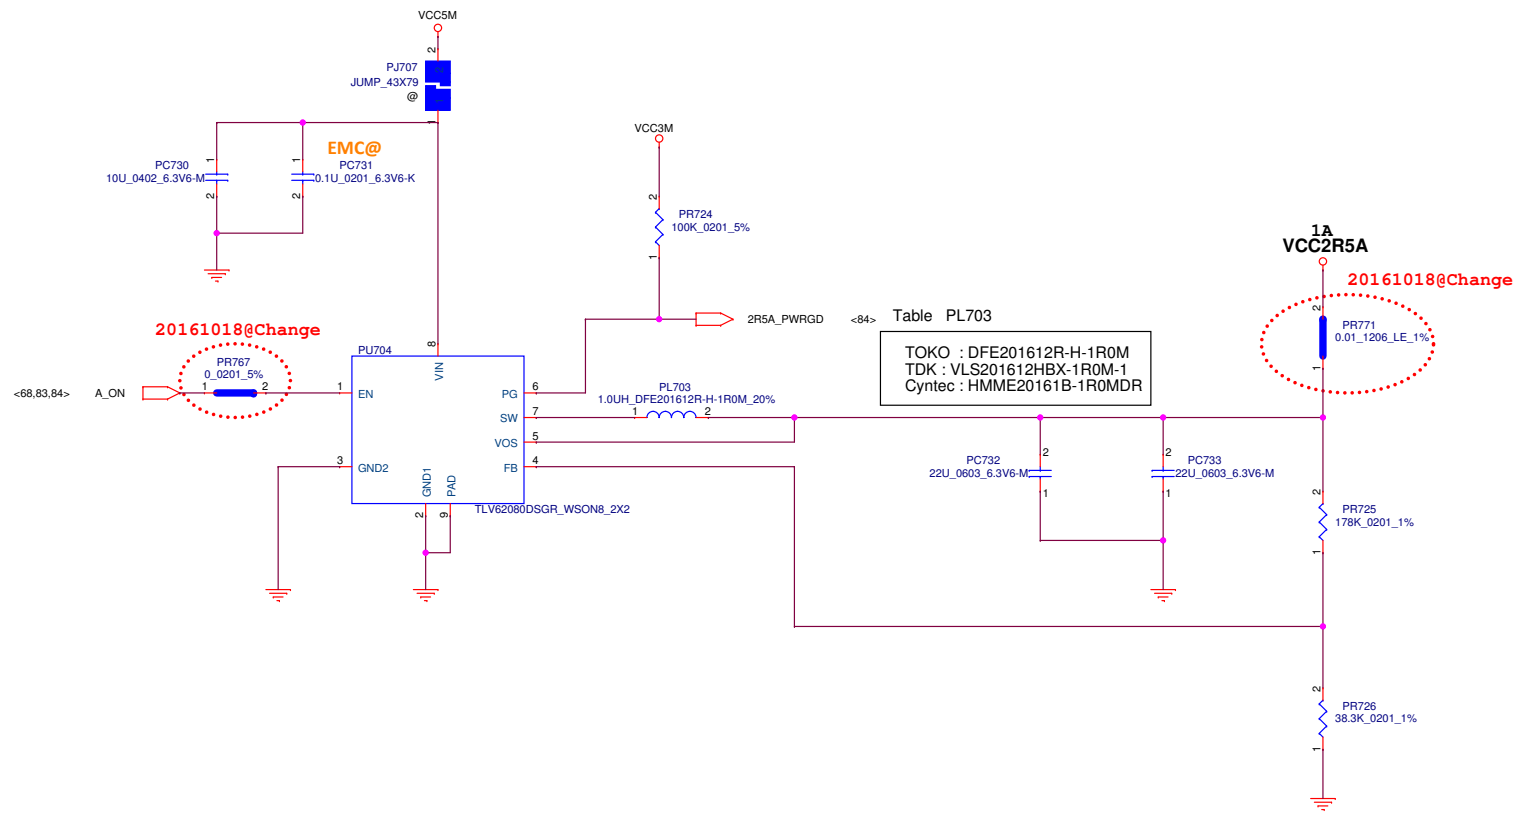 VCC5M
2
PJ707
JUMP_43X79
@
2
1
1
EMC@
1
PC730
10U_0402_6.3V6-M
2
1
PC731
0.1U_0201_6.3V6-K
2
VCC3M
2
PR724
100K_0201_5%
1
1A
VCC2R5A
20161018@Change
2
PR771
0.01_1206_LE_1%
1
20161018@Change
PR767
0_0201_5%
1
2
<68,83,84>
A_ON
2R5A_PWRGD
<84>
Table PL703
TOKO : DFE201612R-H-1R0M
TDK : VLS201612HBX-1R0M-1
Cyntec : HMME20161B-1R0MDR
PU704
8
VIN
1
EN
3
GND2
GND1
PAD
2
9
PG
6
SW
7
VOS
5
FB
4
TLV62080DSGR_WSON8_2X2
PL703
1.0UH_DFE201612R-H-1R0M_20%
1
2
2
PC732
22U_0603_6.3V6-M
1
2
PC733
22U_0603_6.3V6-M
1
2
PR725
178K_0201_1%
1
2
PR726
38.3K_0201_1%
1